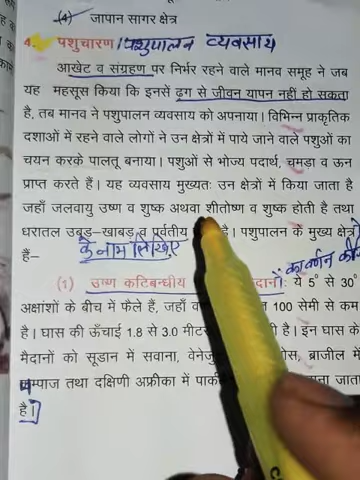 (4) जापान सागर क्षेत्र
4. पशुचारण / पशुपालन व्यवसाय
आखेट व संग्रहण पर निर्भर रहने वाले मानव समूह ने जब
यह महसूस किया कि इनसें ढ़ग से जीवन यापन नहीं हो सकता
है, तब मानव ने पशुपालन व्यवसाय को अपनाया। विभिन्न प्राकृतिक
दशाओं में रहने वाले लोगों ने उन क्षेत्रों में पाये जाने वाले पशुओं का
चयन करके पालतू बनाया। पशुओं से भोज्य पदार्थ, चमड़ा व ऊन
प्राप्त करते हैं। यह व्यवसाय मुख्यतः उन क्षेत्रों में किया जाता है
जहाँ जलवायु उष्ण व शुष्क अथवा शीतोष्ण व शुष्क होती है तथा
धरातल उबड़-खाबड़ व पर्वतीय है। पशुपालन के मुख्य क्षेत्र
हैं– के नाम लिखिए
का वर्णन
(1) उष्ण कटिबन्धीय : ये 5° से 30°
अक्षांशों के बीच में फैले हैं, जहाँ 100 सेमी से कम
है। घास की ऊँचाई 1.8 से 3.0 है। इन घास के
मैदानों को सूडान में सवाना, ब्राजील में
तथा दक्षिणी अफ्रीका में जाता
है।